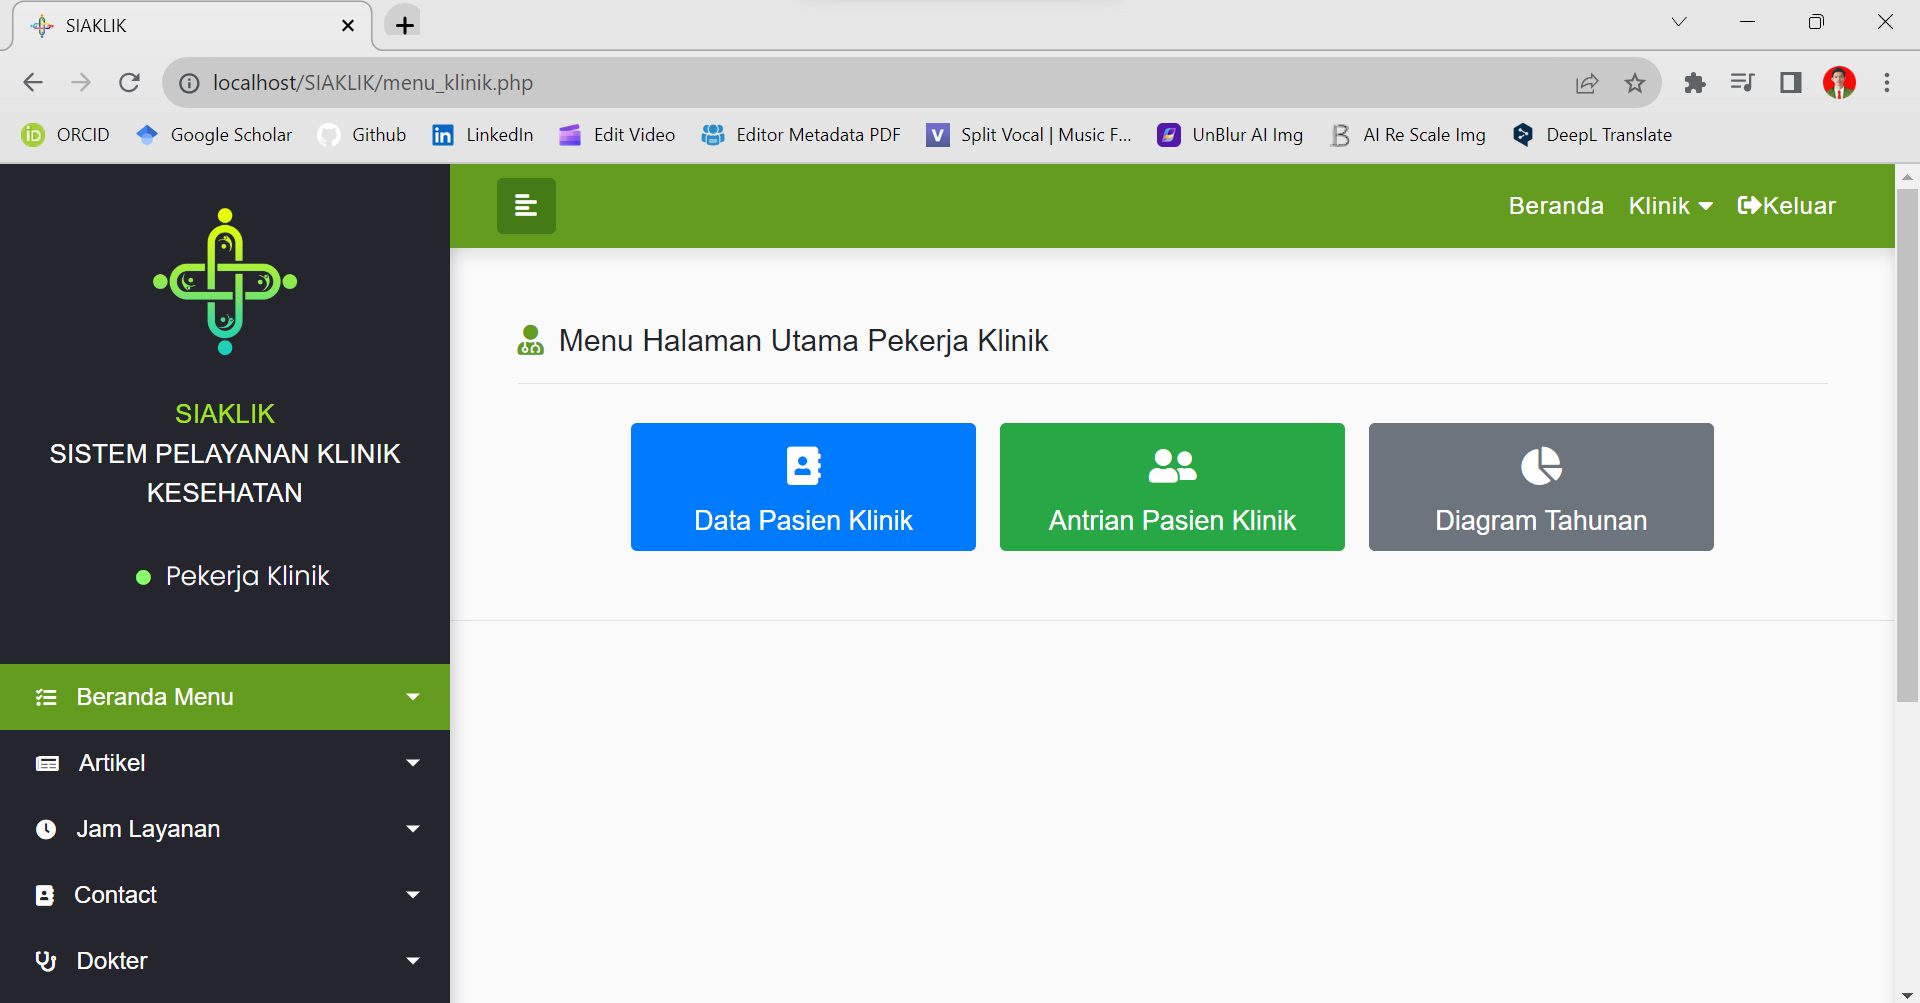 SIAKLIK
localhost/SIAKLIK/menu_klinik.php
ORCID Google Scholar Github LinkedIn Edit Video Editor Metadata PDF Split Vocal | Music F... UnBlur AI Img AI Re Scale Img DeepL Translate
Beranda Klinik Keluar
SIAKLIK
SISTEM PELAYANAN KLINIK
KESEHATAN
Pekerja Klinik
Beranda Menu
Artikel
Jam Layanan
Contact
Dokter
Menu Halaman Utama Pekerja Klinik
Data Pasien Klinik
Antrian Pasien Klinik
Diagram Tahunan